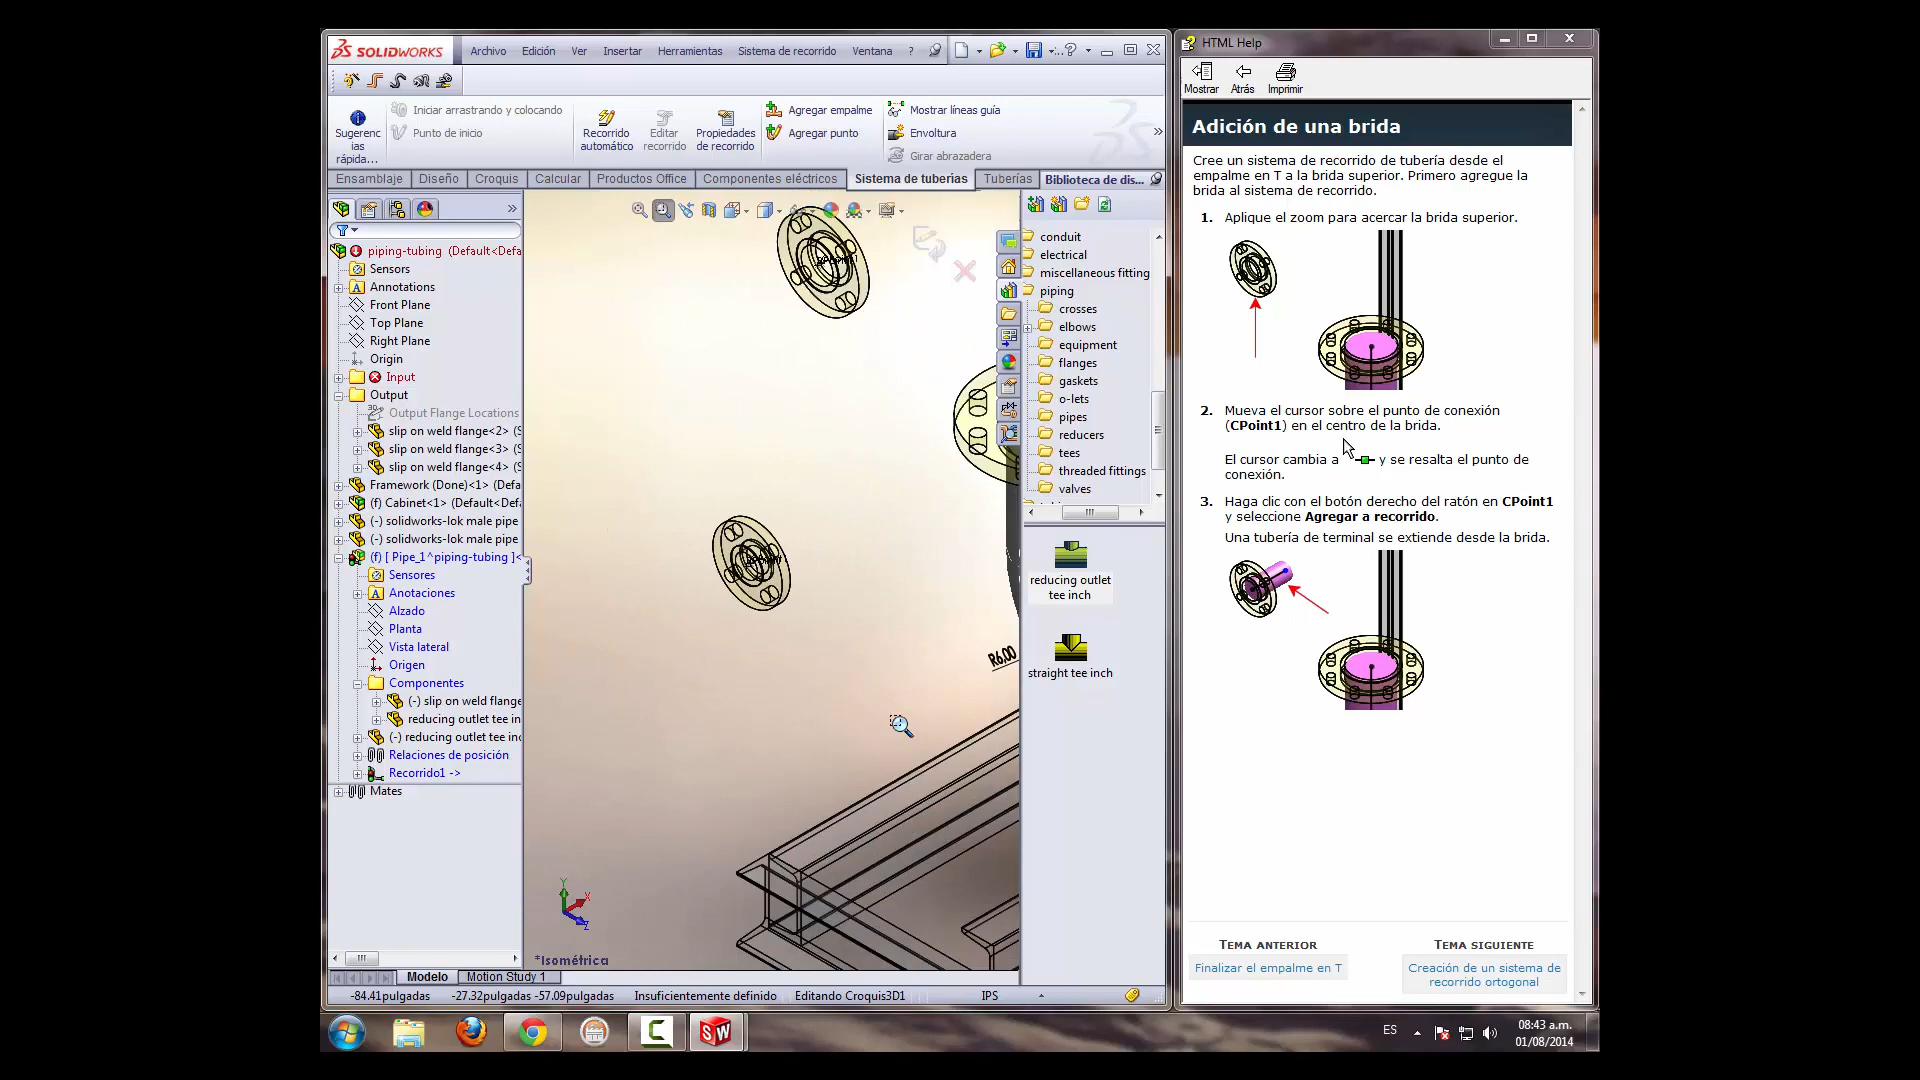 SOLIDWORKS
Archivo
Edición
Ver
Insertar
Herramientas
Sistema de recorrido
Ventana
?
Sugerenc
ias
rápida...
Iniciar arrastrando y colocando
Punto de inicio
Recorrido
automático
Editar
recorrido
Propiedades
de recorrido
Agregar empalme
Agregar punto
Mostrar líneas guía
Envoltura
Girar abrazadera
Ensamblaje
Diseño
Croquis
Calcular
Productos Office
Componentes eléctricos
Sistema de tuberías
Tuberías
Biblioteca de dis...
piping-tubing (Default<Defa
Sensors
Annotations
Front Plane
Top Plane
Right Plane
Origin
Input
Output
Output Flange Locations
slip on weld flange<2> (S
slip on weld flange<3> (S
slip on weld flange<4> (S
Framework (Done)<1> (Def
(f) Cabinet<1> (Default<De
(-) solidworks-lok male pipe
(-) solidworks-lok male pipe
(f) [ Pipe_1^piping-tubing ]<
Sensores
Anotaciones
Alzado
Planta
Vista lateral
Origen
Componentes
(-) slip on weld flange
reducing outlet tee in
(-) reducing outlet tee inc
Relaciones de posición
Recorrido1 ->
Mates
R6,00
Y
X
Z
*Isométrica
conduit
electrical
miscellaneous fitting
piping
crosses
elbows
equipment
flanges
gaskets
o-lets
pipes
reducers
tees
threaded fittings
valves
reducing outlet
tee inch
straight tee inch
Modelo
Motion Study 1
-84.41pulgadas
-27.32pulgadas
-57.09pulgadas
Insuficientemente definido
Editando Croquis3D1
IPS
HTML Help
Mostrar
Atrás
Imprimir
Adición de una brida
Cree un sistema de recorrido de tubería desde el
empalme en T a la brida superior. Primero agregue la
brida al sistema de recorrido.
1. Aplique el zoom para acercar la brida superior.
2. Mueva el cursor sobre el punto de conexión
(CPoint1) en el centro de la brida.
El cursor cambia a y se resalta el punto de
conexión.
3. Haga clic con el botón derecho del ratón en CPoint1
y seleccione Agregar a recorrido.
Una tubería de terminal se extiende desde la brida.
TEMA ANTERIOR
Finalizar el empalme en T
TEMA SIGUIENTE
Creación de un sistema de
recorrido ortogonal
SW
ES
08:43 a.m.
01/08/2014